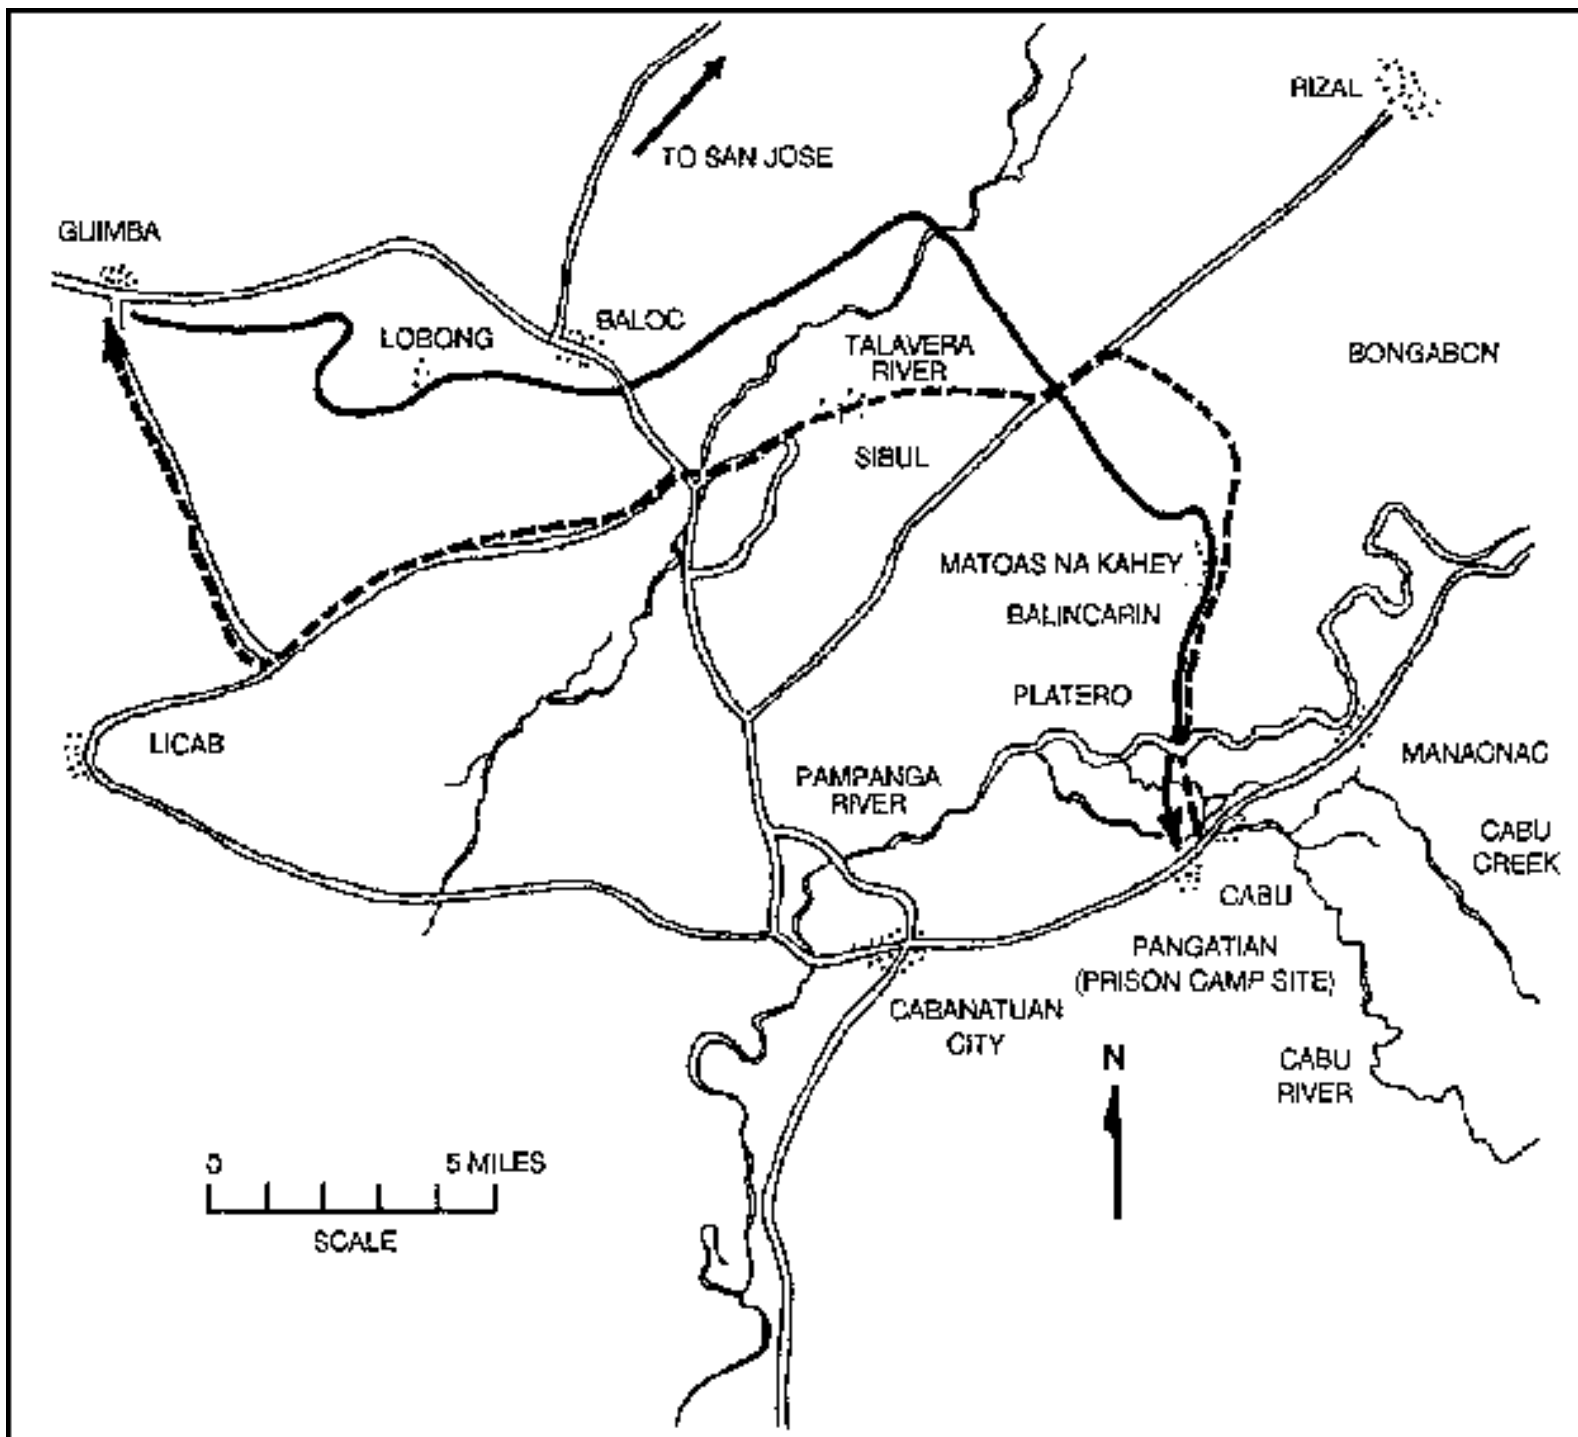 RIZAL
TO SAN JOSE
GUIMBA
BALOC
LOBONG
TALAVERA
RIVER
BONGABON
SIBUL
MATOAS NA KAHEY
BALINCARIN
PLATERO
LICAB
MANACNAC
PAMPANGA
RIVER
CABU
CREEK
CABU
PANGATIAN
(PRISON CAMP SITE)
CABANATUAN
CITY
N
CABU
RIVER
0 5 MILES
SCALE